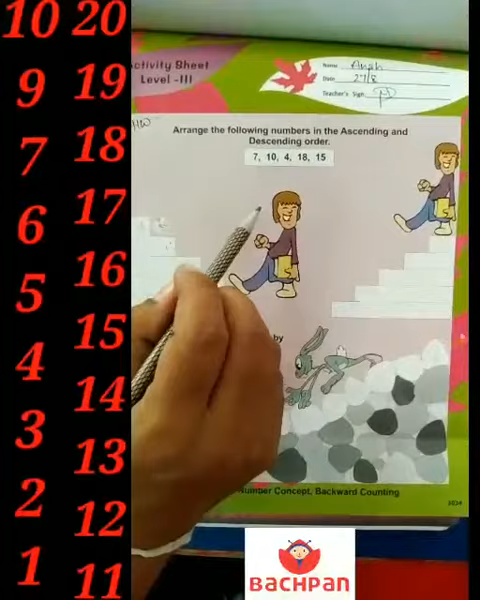 10 20
9 19
7 18
6 17
5 16
4 15
3 14
2 13
1 12
11
Activity Sheet
Level -III
Name Anah
Date 27/8
Teacher's Sign.
HW
Arrange the following numbers in the Ascending and
Descending order.
7, 10, 4, 18, 15
by
Number Concept, Backward Counting
BACHPAN